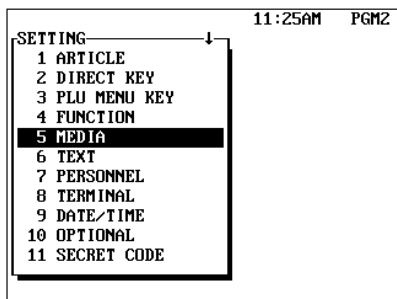 11:25AM PGM2
SETTING ↓
1 ARTICLE
2 DIRECT KEY
3 PLU MENU KEY
4 FUNCTION
5 MEDIA
6 TEXT
7 PERSONNEL
8 TERMINAL
9 DATE/TIME
10 OPTIONAL
11 SECRET CODE